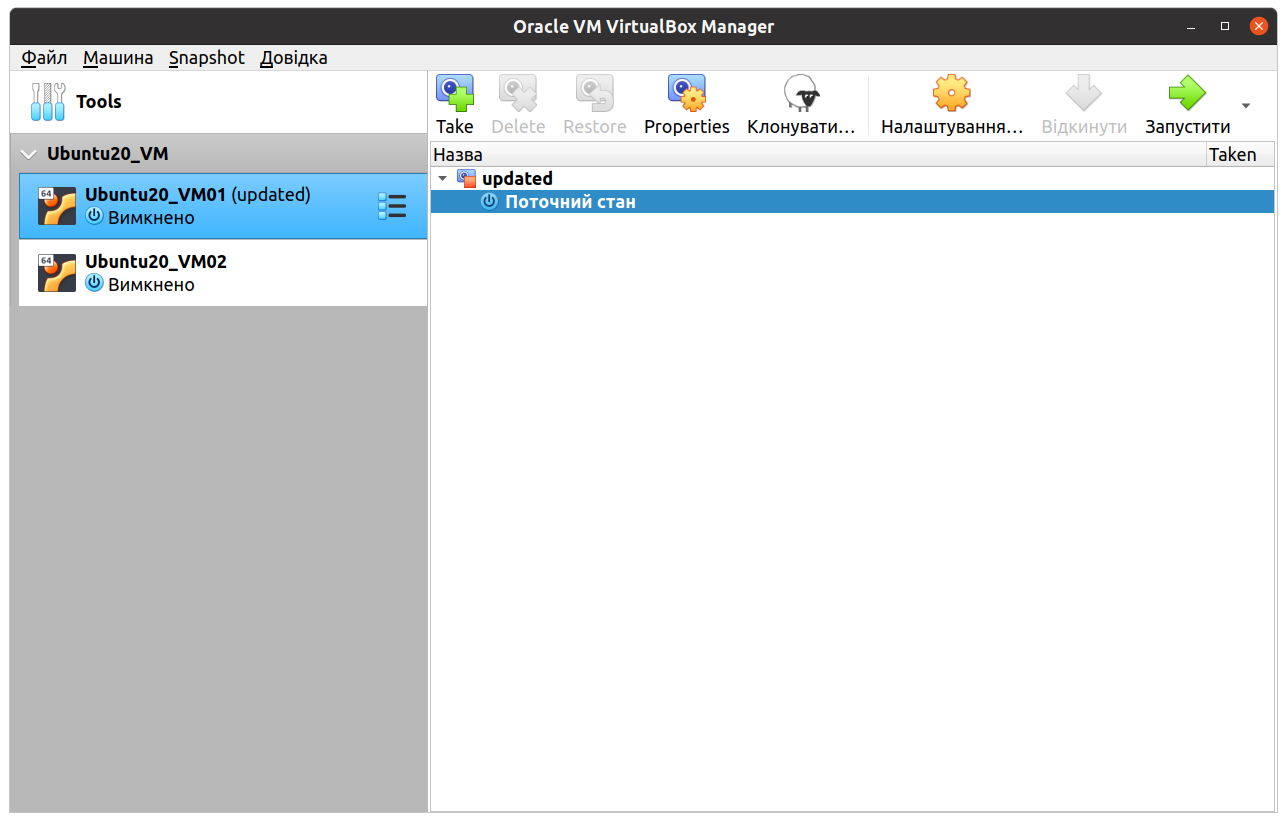 Oracle VM VirtualBox Manager
Файл Машина Snapshot Довідка
Tools
Take Delete Restore Properties Клонувати... Налаштування... Відкинути Запустити
Ubuntu20_VM
Назва Taken
64
Ubuntu20_VM01 (updated)
Вимкнено
updated
Поточний стан
64
Ubuntu20_VM02
Вимкнено